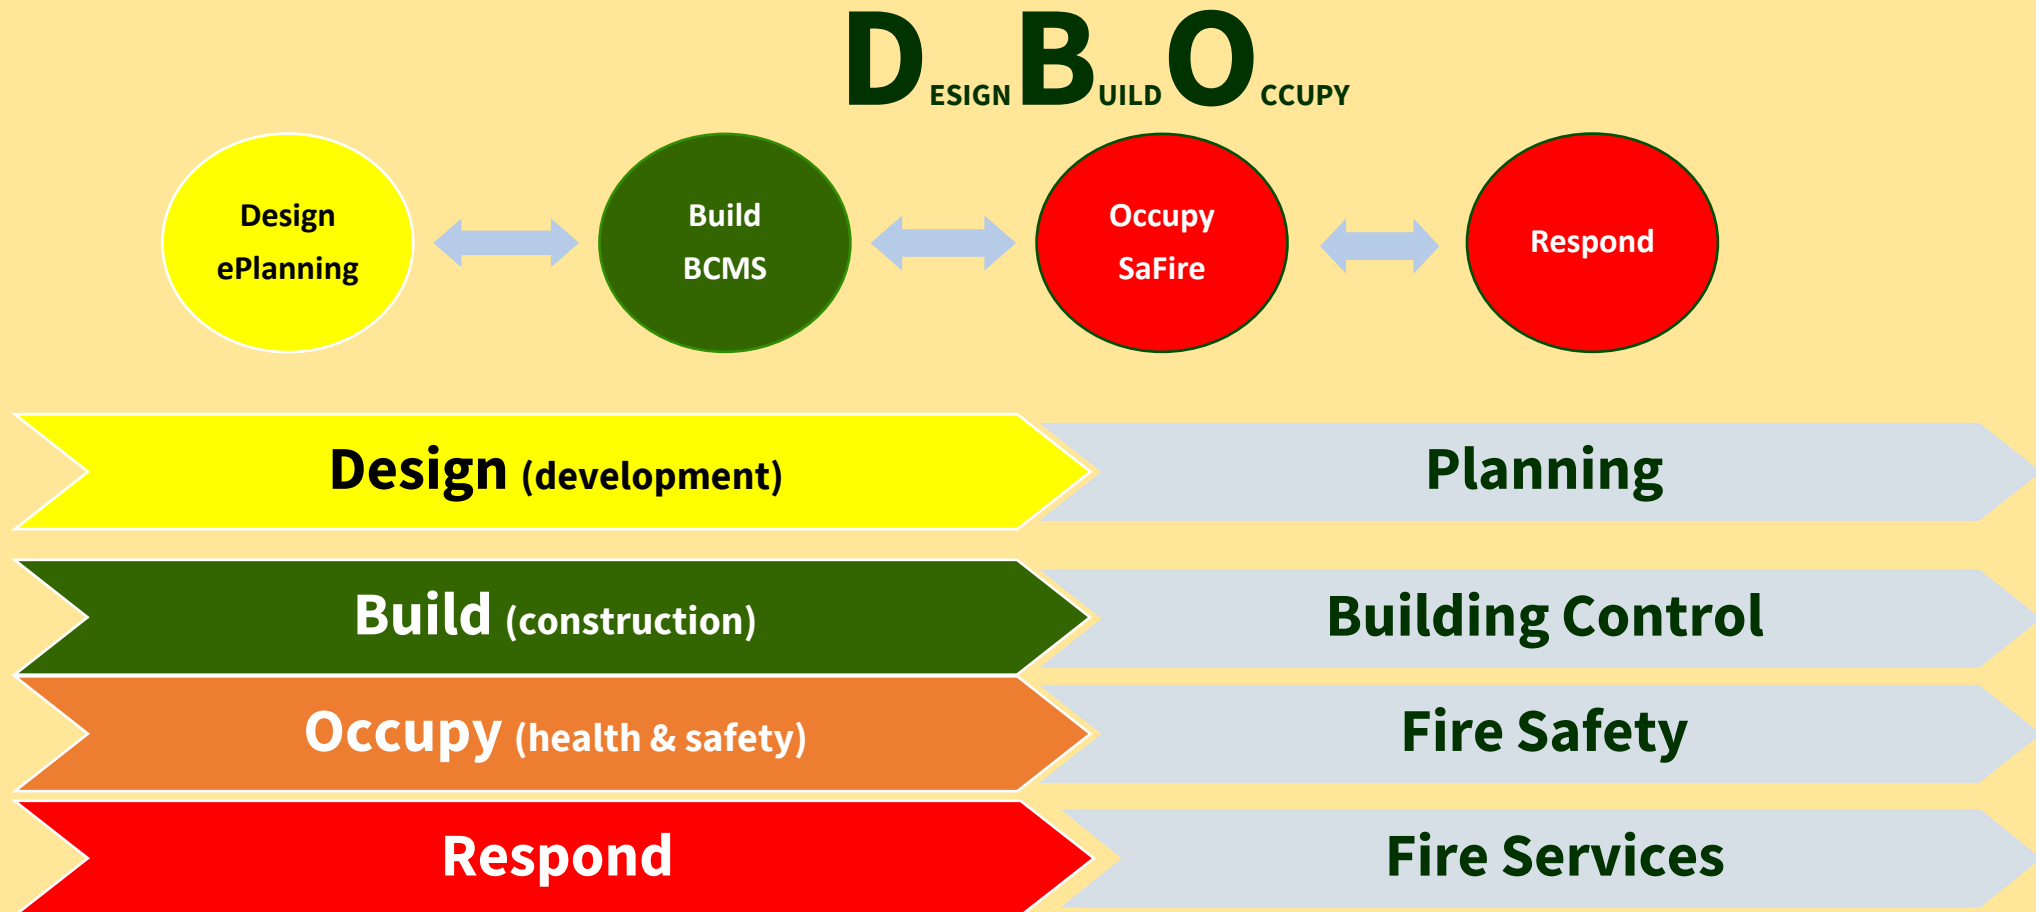 DESIGN BUILD OCCUPY
Design
ePlanning
Build
BCMS
Occupy
SaFire
Respond
Design (development)
Planning
Build (construction)
Building Control
Occupy (health & safety)
Fire Safety
Respond
Fire Services